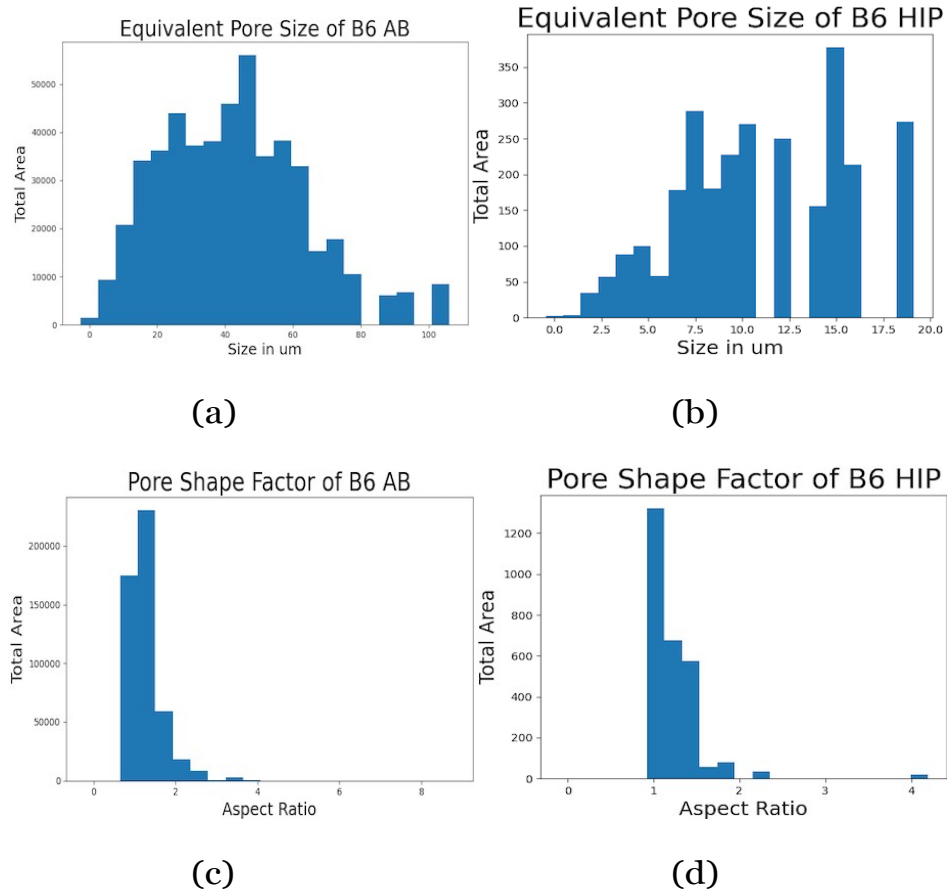 Equivalent Pore Size of B6 AB
Total Area
50000
40000
30000
20000
10000
0
0 20 40 60 80 100
Size in um
(a)
Equivalent Pore Size of B6 HIP
Total Area
350
300
250
200
150
100
50
0
0.0 2.5 5.0 7.5 10.0 12.5 15.0 17.5 20.0
Size in um
(b)
Pore Shape Factor of B6 AB
Total Area
200000
150000
100000
50000
0
0 2 4 6 8
Aspect Ratio
(c)
Pore Shape Factor of B6 HIP
Total Area
1200
1000
800
600
400
200
0
0 1 2 3 4
Aspect Ratio
(d)